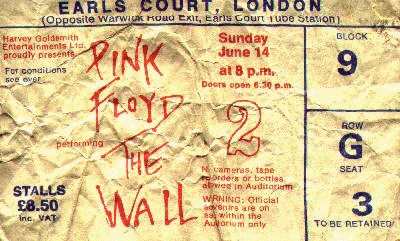 EARLS COURT, LONDON
(Opposite Warwick Road Exit, Earls Court Tube Station)
Harvey Goldsmith
Entertainments Ltd.
proudly presents
For conditions
see over
PINK
FLOYD
performing
THE
WALL
STALLS
£8.50
inc. VAT
Sunday
June 14
at 8 p.m.
Doors open 6.30 p.m.
2
No cameras, tape
recorders or bottles
allowed in Auditorium
WARNING: Official
souvenirs are on
sale within the
Auditorium only
BLOCK
9
ROW
G
SEAT
3
TO BE RETAINED